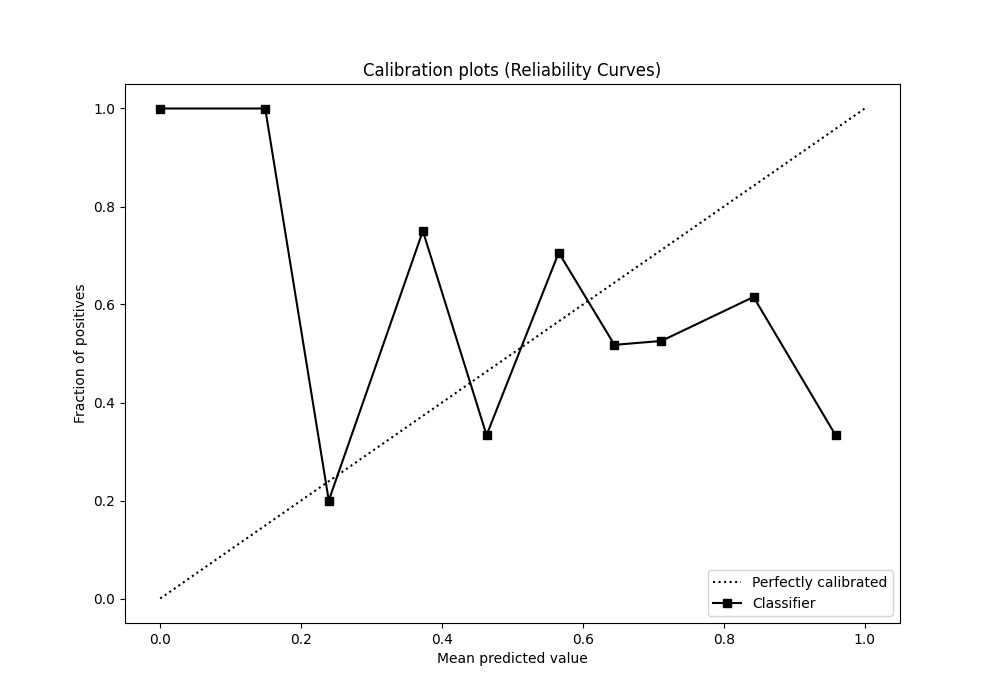 Calibration plots (Reliability Curves)
1.0
0.8
0.6
0.4
0.2
0.0
Fraction of positives
Perfectly calibrated
Classifier
0.0 0.2 0.4 0.6 0.8 1.0
Mean predicted value